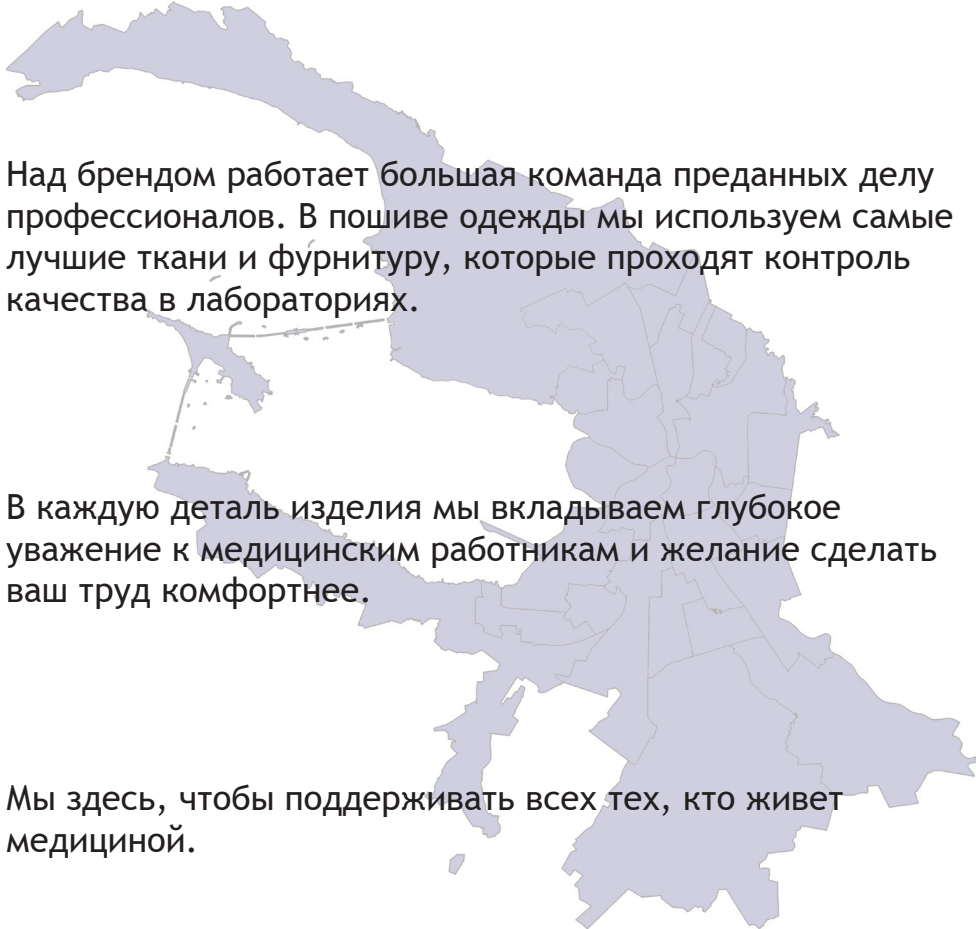 Над брендом работает большая команда преданных делу
профессионалов. В пошиве одежды мы используем самые
лучшие ткани и фурнитуру, которые проходят контроль
качества в лабораториях.
В каждую деталь изделия мы вкладываем глубокое
уважение к медицинским работникам и желание сделать
ваш труд комфортнее.
Мы здесь, чтобы поддерживать всех тех, кто живет
медициной.